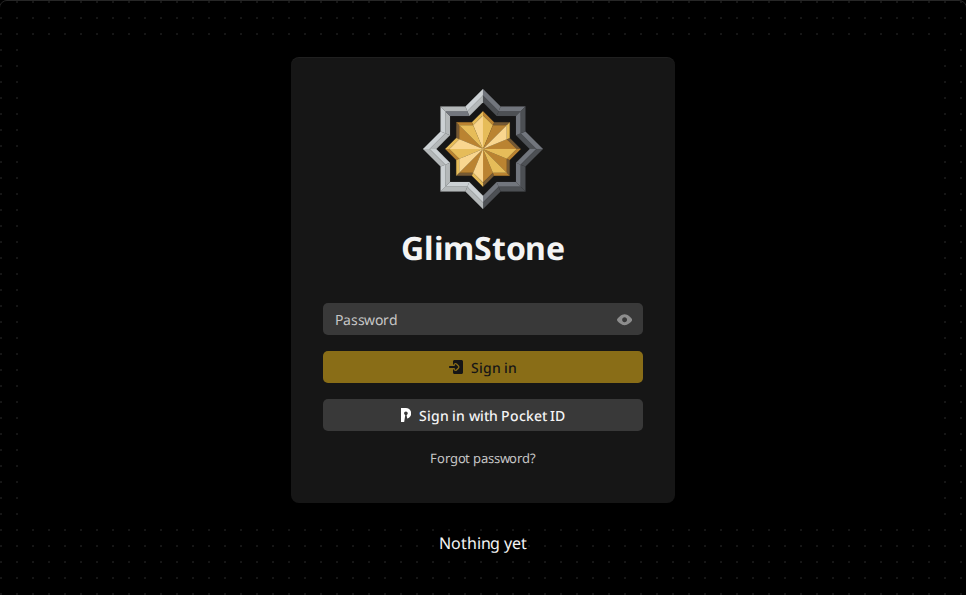 GlimStone
Password
Sign in
Sign in with Pocket ID
Forgot password?
Nothing yet